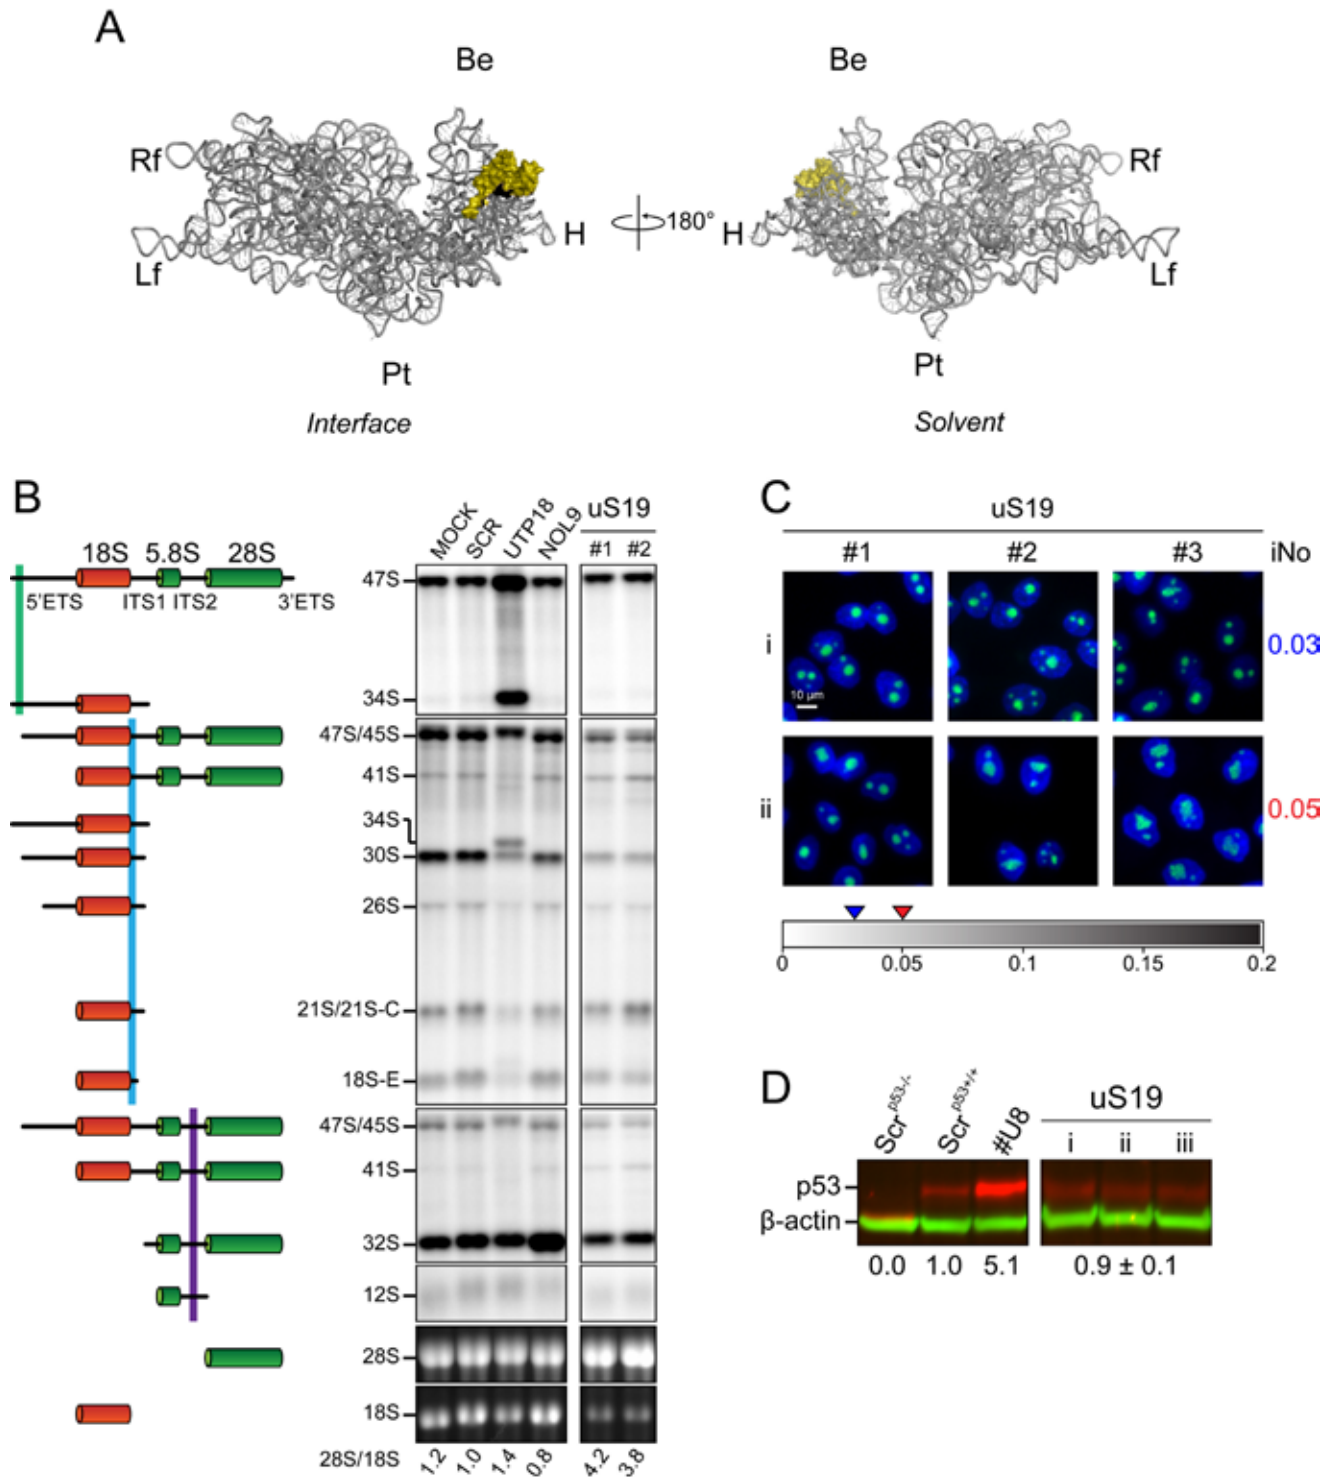 A
Be Be
Rf Rf
H 180° H
Lf Lf
Pt Pt
Interface Solvent
B
MOCK SCR UTP18 NOL9 uS19
#1 #2
18S 5.8S 28S
5'ETS ITS1 ITS2 3'ETS
47S
34S
47S/45S
41S
34S
30S
26S
21S/21S-C
18S-E
47S/45S
41S
32S
12S
28S
18S
28S/18S 1.2 1.0 1.4 0.8 4.2 3.8
C
uS19
#1 #2 #3 iNo
i 0.03
10 µm
ii 0.05
0 0.05 0.1 0.15 0.2
D
Scr p53-/- Scr p53+/+ #U8 uS19
i ii iii
p53
β-actin
0.0 1.0 5.1 0.9 ± 0.1